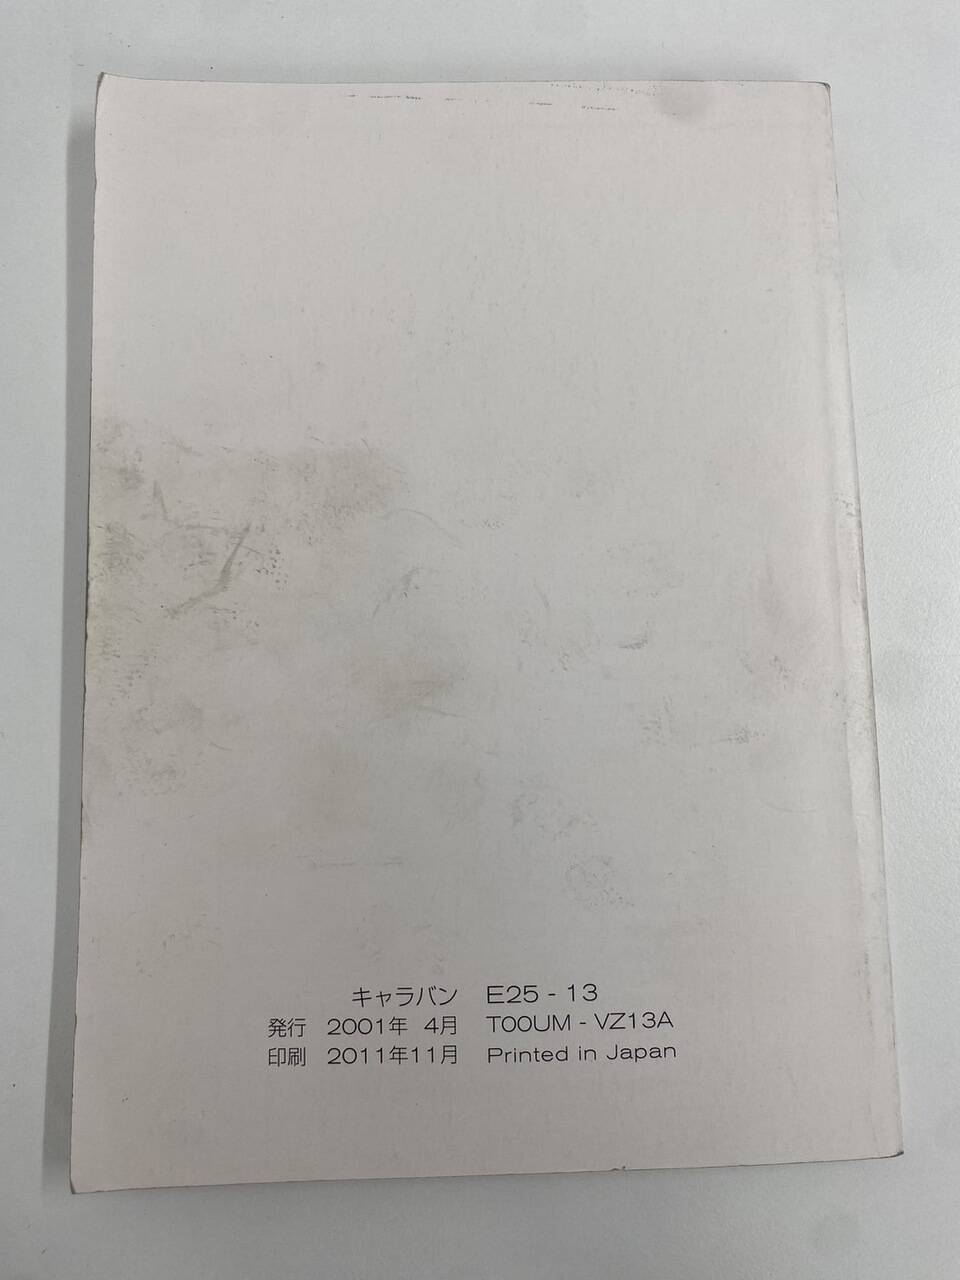 キャラバン E25 - 13
発行 2001年 4月 T00UM - VZ13A
印刷 2011年11月 Printed in Japan